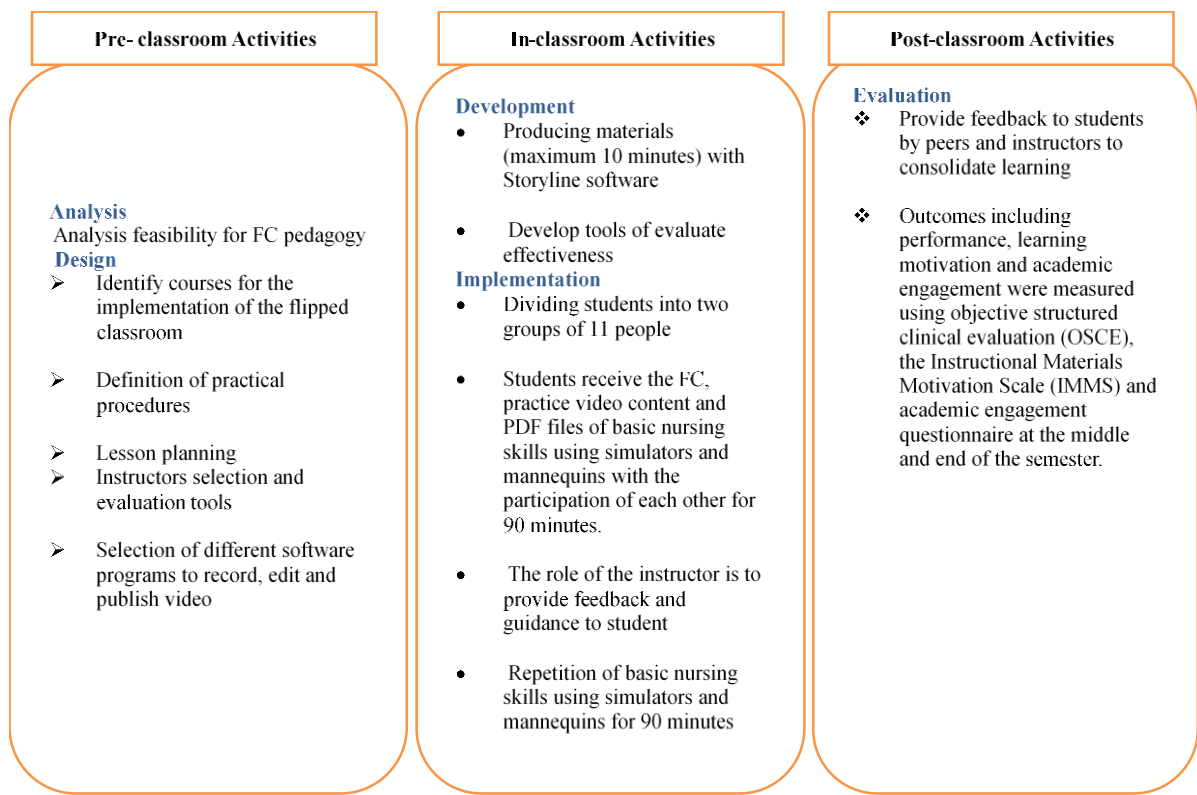 Pre- classroom Activities
Analysis
Analysis feasibility for FC pedagogy
Design
➢ Identify courses for the
implementation of the flipped
classroom
➢ Definition of practical
procedures
➢ Lesson planning
➢ Instructors selection and
evaluation tools
➢ Selection of different software
programs to record, edit and
publish video
In-classroom Activities
Development
● Producing materials
(maximum 10 minutes) with
Storyline software
● Develop tools of evaluate
effectiveness
Implementation
● Dividing students into two
groups of 11 people
● Students receive the FC,
practice video content and
PDF files of basic nursing
skills using simulators and
mannequins with the
participation of each other for
90 minutes.
● The role of the instructor is to
provide feedback and
guidance to student
● Repetition of basic nursing
skills using simulators and
mannequins for 90 minutes
Post-classroom Activities
Evaluation
❖ Provide feedback to students
by peers and instructors to
consolidate learning
❖ Outcomes including
performance, learning
motivation and academic
engagement were measured
using objective structured
clinical evaluation (OSCE),
the Instructional Materials
Motivation Scale (IMMS) and
academic engagement
questionnaire at the middle
and end of the semester.